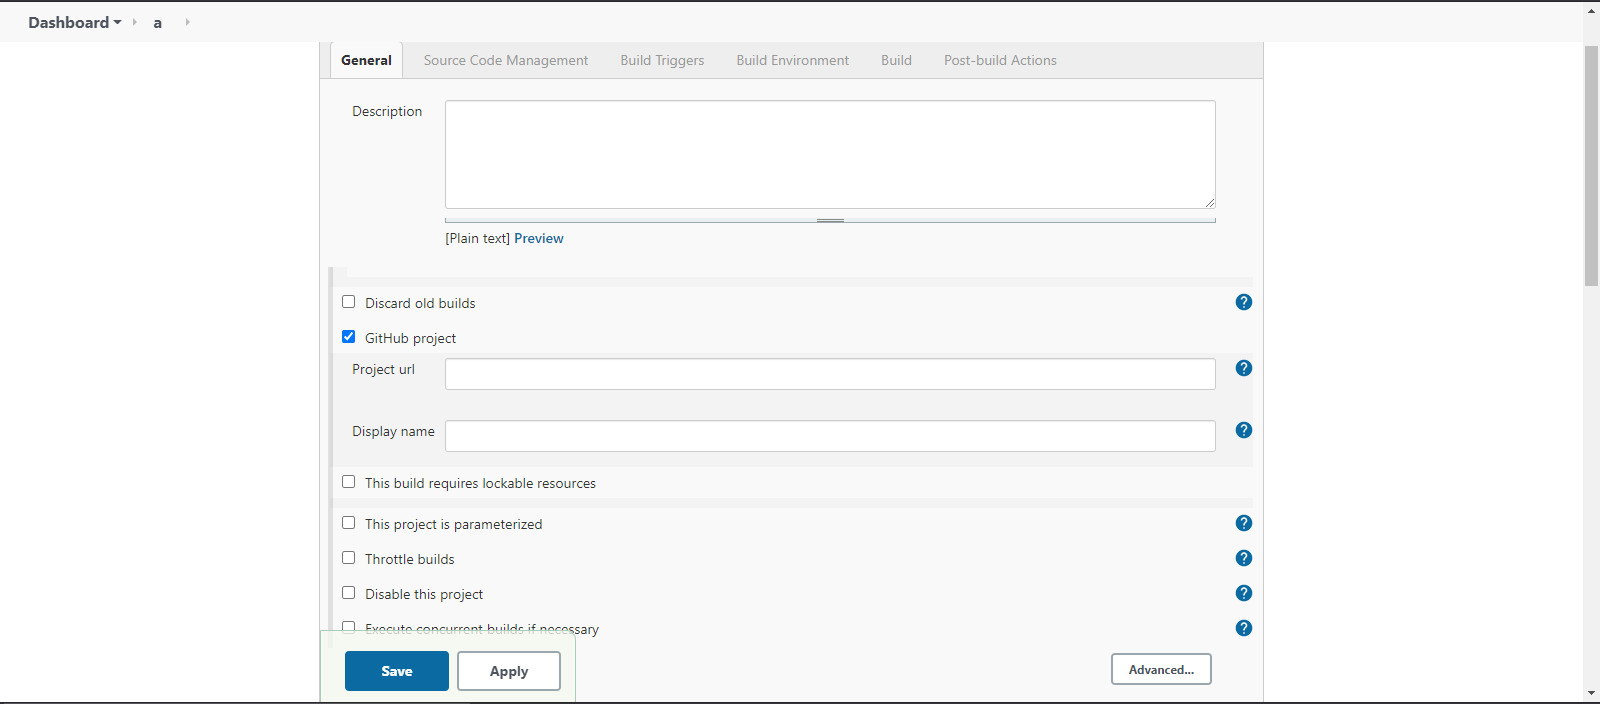 Dashboard a
General Source Code Management Build Triggers Build Environment Build Post-build Actions
Description
[Plain text] Preview
Discard old builds ?
GitHub project
Project url ?
Display name ?
This build requires lockable resources
This project is parameterized ?
Throttle builds ?
Disable this project ?
Execute concurrent builds if necessary ?
Save Apply Advanced...